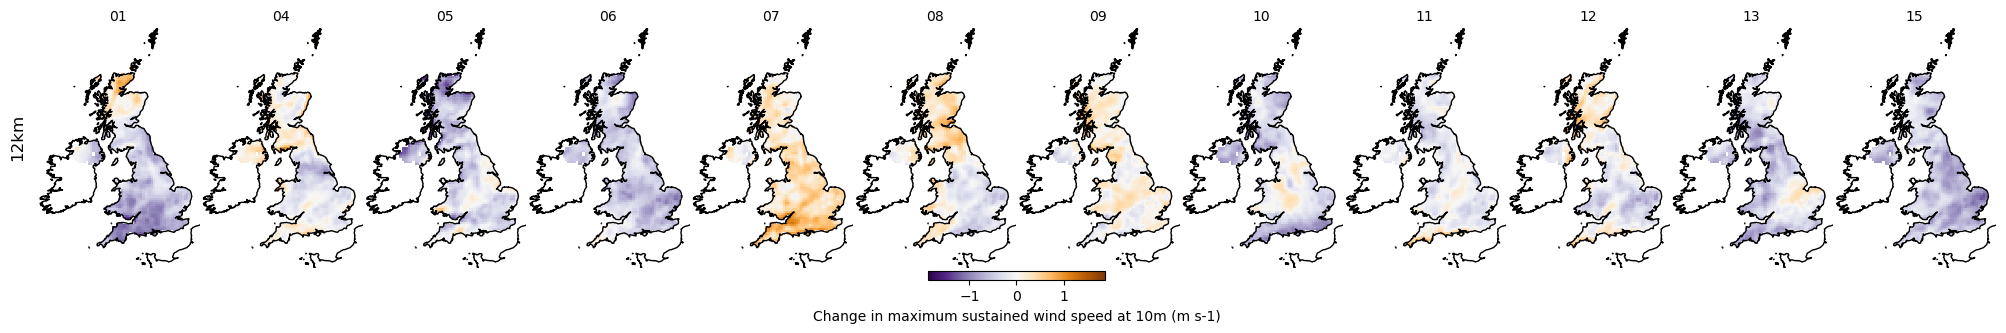 01 04 05 06 07 08 09 10 11 12 13 15
12km
−1 0 1
Change in maximum sustained wind speed at 10m (m s-1)